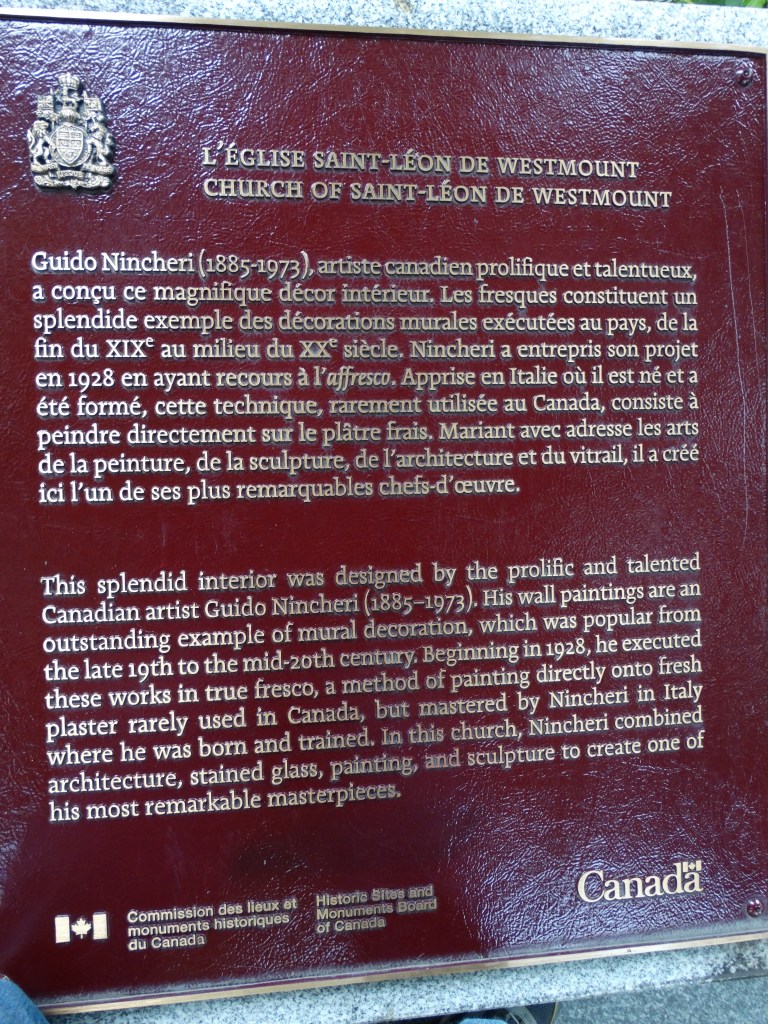 L'ÉGLISE SAINT-LÉON DE WESTMOUNT
CHURCH OF SAINT-LÉON DE WESTMOUNT
Guido Nincheri (1885-1973), artiste canadien prolifique et talentueux,
a conçu ce magnifique décor intérieur. Les fresques constituent un
splendide exemple des décorations murales exécutées au pays, de la
fin du XIXe au milieu du XXe siècle. Nincheri a entrepris son projet
en 1928 en ayant recours à l'affresco. Apprise en Italie où il est né et a
été formé, cette technique, rarement utilisée au Canada, consiste à
peindre directement sur le plâtre frais. Mariant avec adresse les arts
de la peinture, de la sculpture, de l'architecture et du vitrail, il a créé
ici l'un de ses plus remarquables chefs-d'œuvre.
This splendid interior was designed by the prolific and talented
Canadian artist Guido Nincheri (1885–1973). His wall paintings are an
outstanding example of mural decoration, which was popular from
the late 19th to the mid-20th century. Beginning in 1928, he executed
these works in true fresco, a method of painting directly onto fresh
plaster rarely used in Canada, but mastered by Nincheri in Italy
where he was born and trained. In this church, Nincheri combined
architecture, stained glass, painting, and sculpture to create one of
his most remarkable masterpieces.
Commission des lieux et
monuments historiques
du Canada
Historic Sites and
Monuments Board
of Canada
Canada